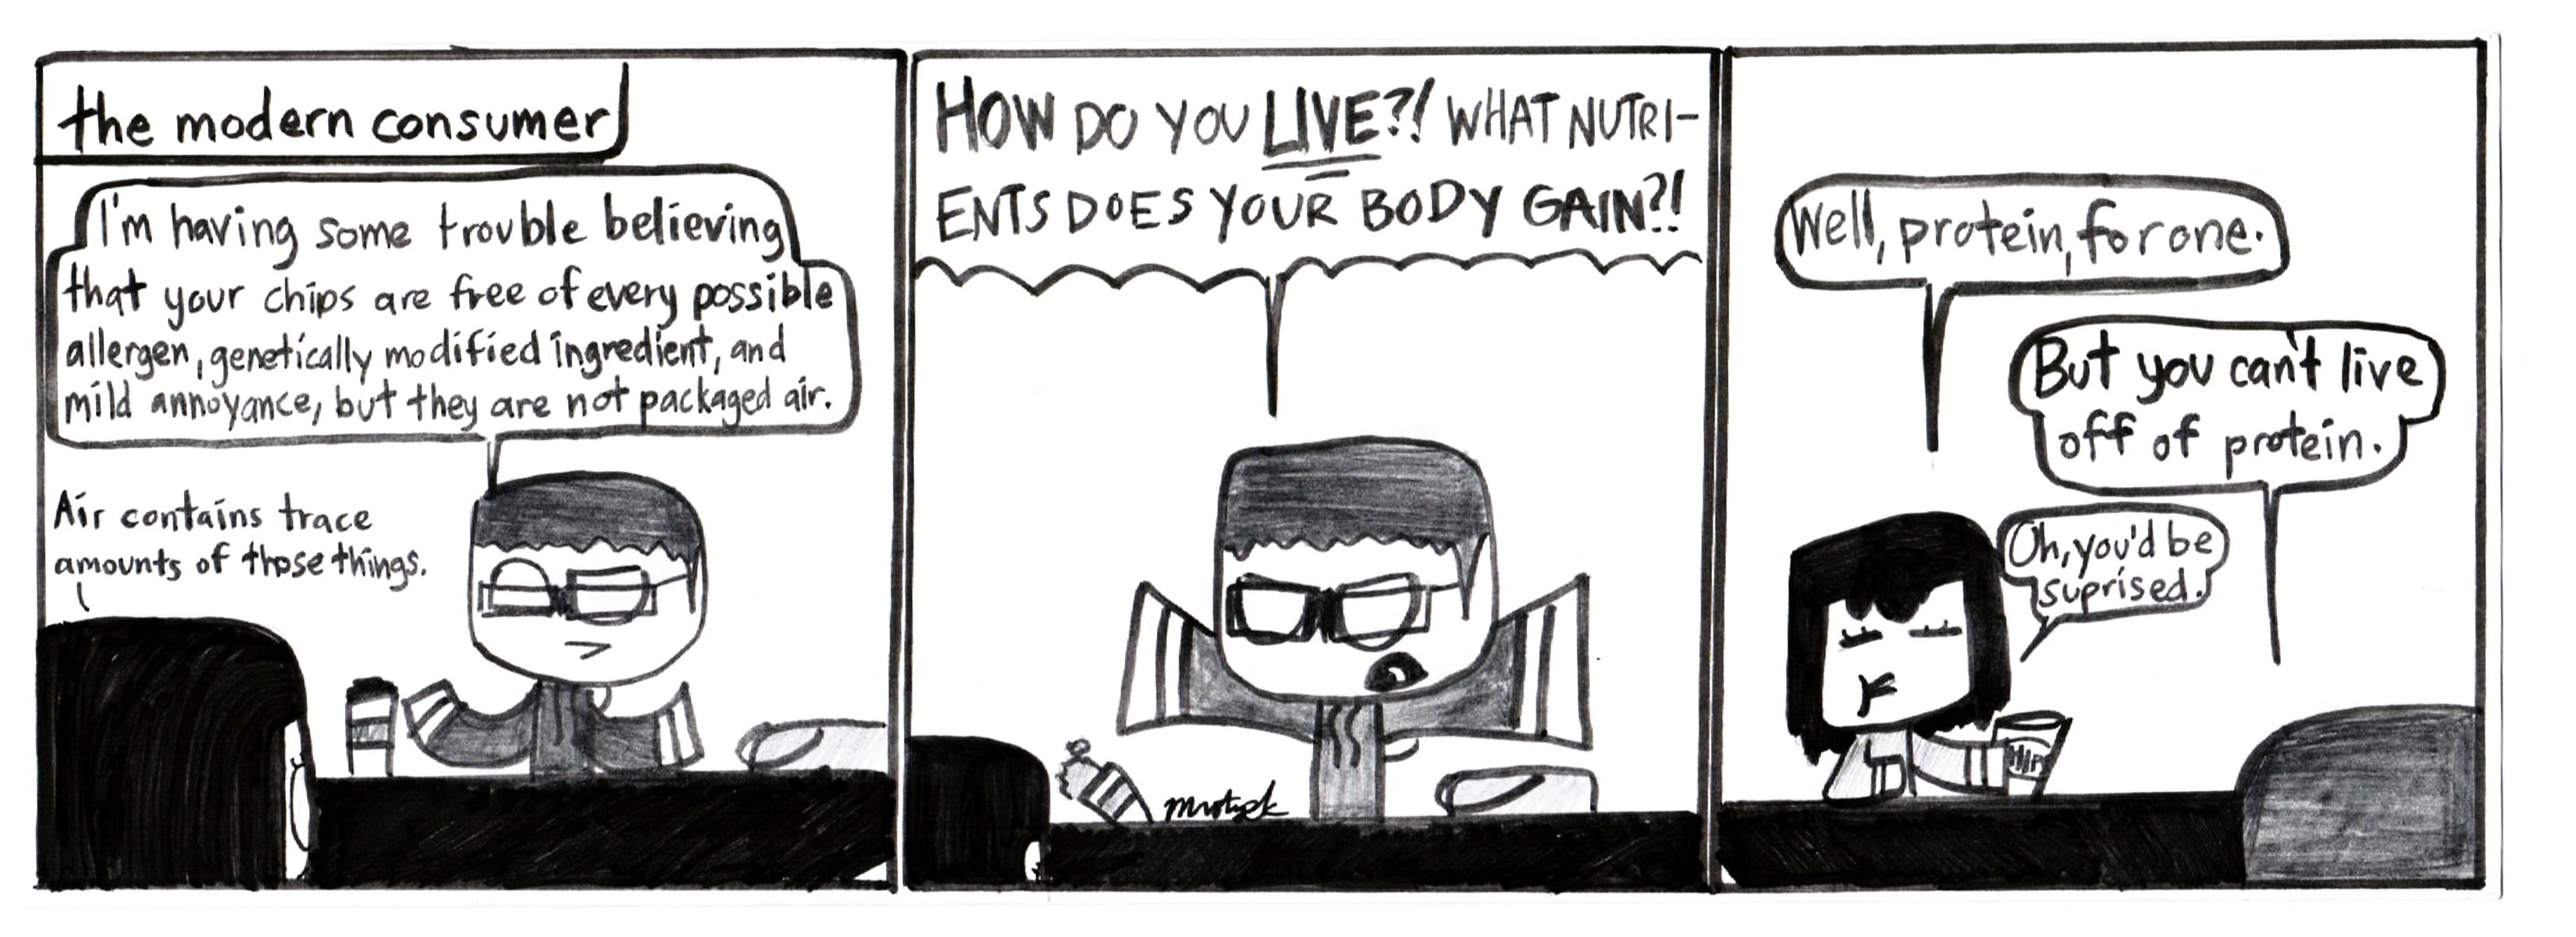 the modern consumer
I'm having some trouble believing
that your chips are free of every possible
allergen, genetically modified ingredient, and
mild annoyance, but they are not packaged air.
Air contains trace
amounts of those things.
HOW DO YOU LIVE?! WHAT NUTRI-
ENTS DOES YOUR BODY GAIN?!
Well, protein, for one.
But you can't live
off of protein.
Oh, you'd be
suprised.